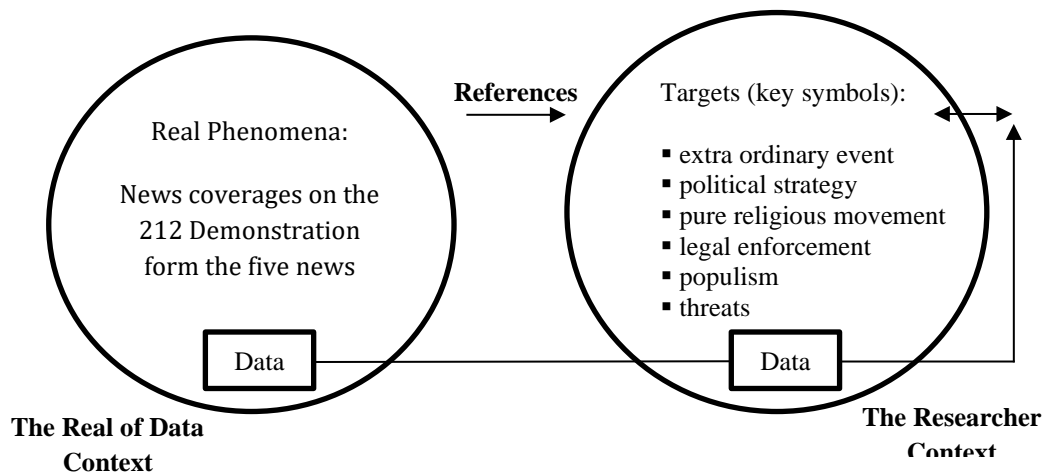 Real Phenomena:
News coverages on the
212 Demonstration
form the five news
Data
The Real of Data
Context
References
Targets (key symbols):
▪ extra ordinary event
▪ political strategy
▪ pure religious movement
▪ legal enforcement
▪ populism
▪ threats
Data
The Researcher
Context